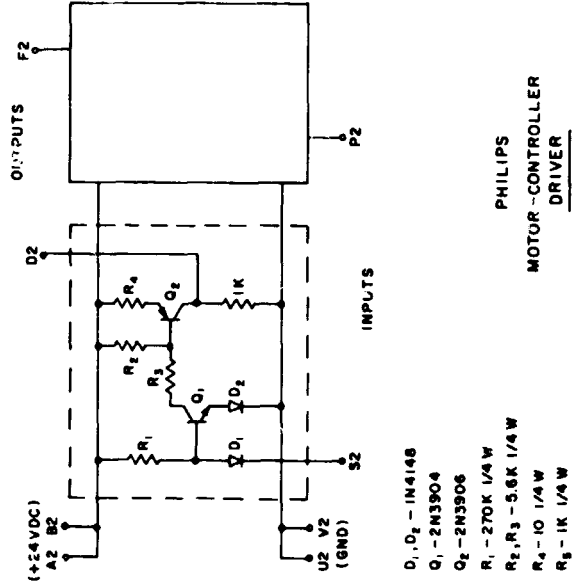 (+24VDC)
A2 B2
D2
OUTPUTS
F2
R1
R2
R4
R3
Q2
Q1
D1
D2
1K
U2 V2
(GND)
S2
INPUTS
P2
D1, D2 - 1N4148
Q1 - 2N3904
Q2 - 2N3906
R1 - 270K 1/4 W
R2, R3 - 5.6K 1/4 W
R4 - 10 1/4 W
R5 - 1K 1/4 W
PHILIPS
MOTOR-CONTROLLER
DRIVER